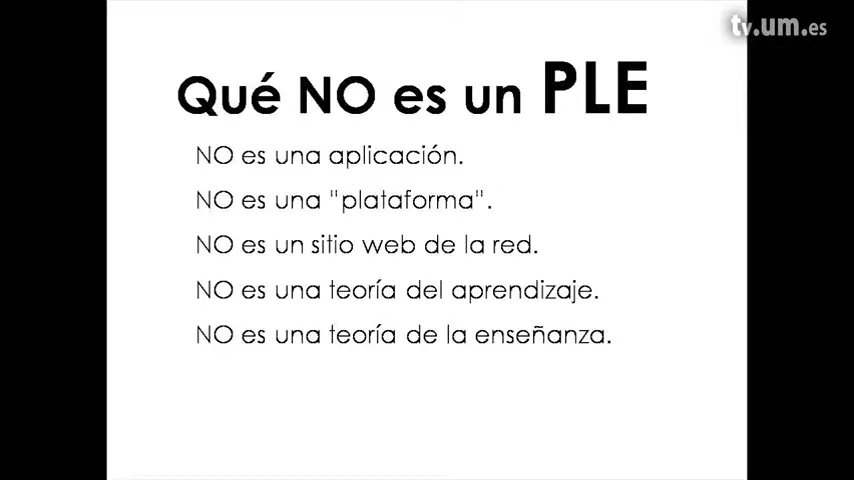 tv.um.es
Qué NO es un PLE
NO es una aplicación.
NO es una "plataforma".
NO es un sitio web de la red.
NO es una teoría del aprendizaje.
NO es una teoría de la enseñanza.